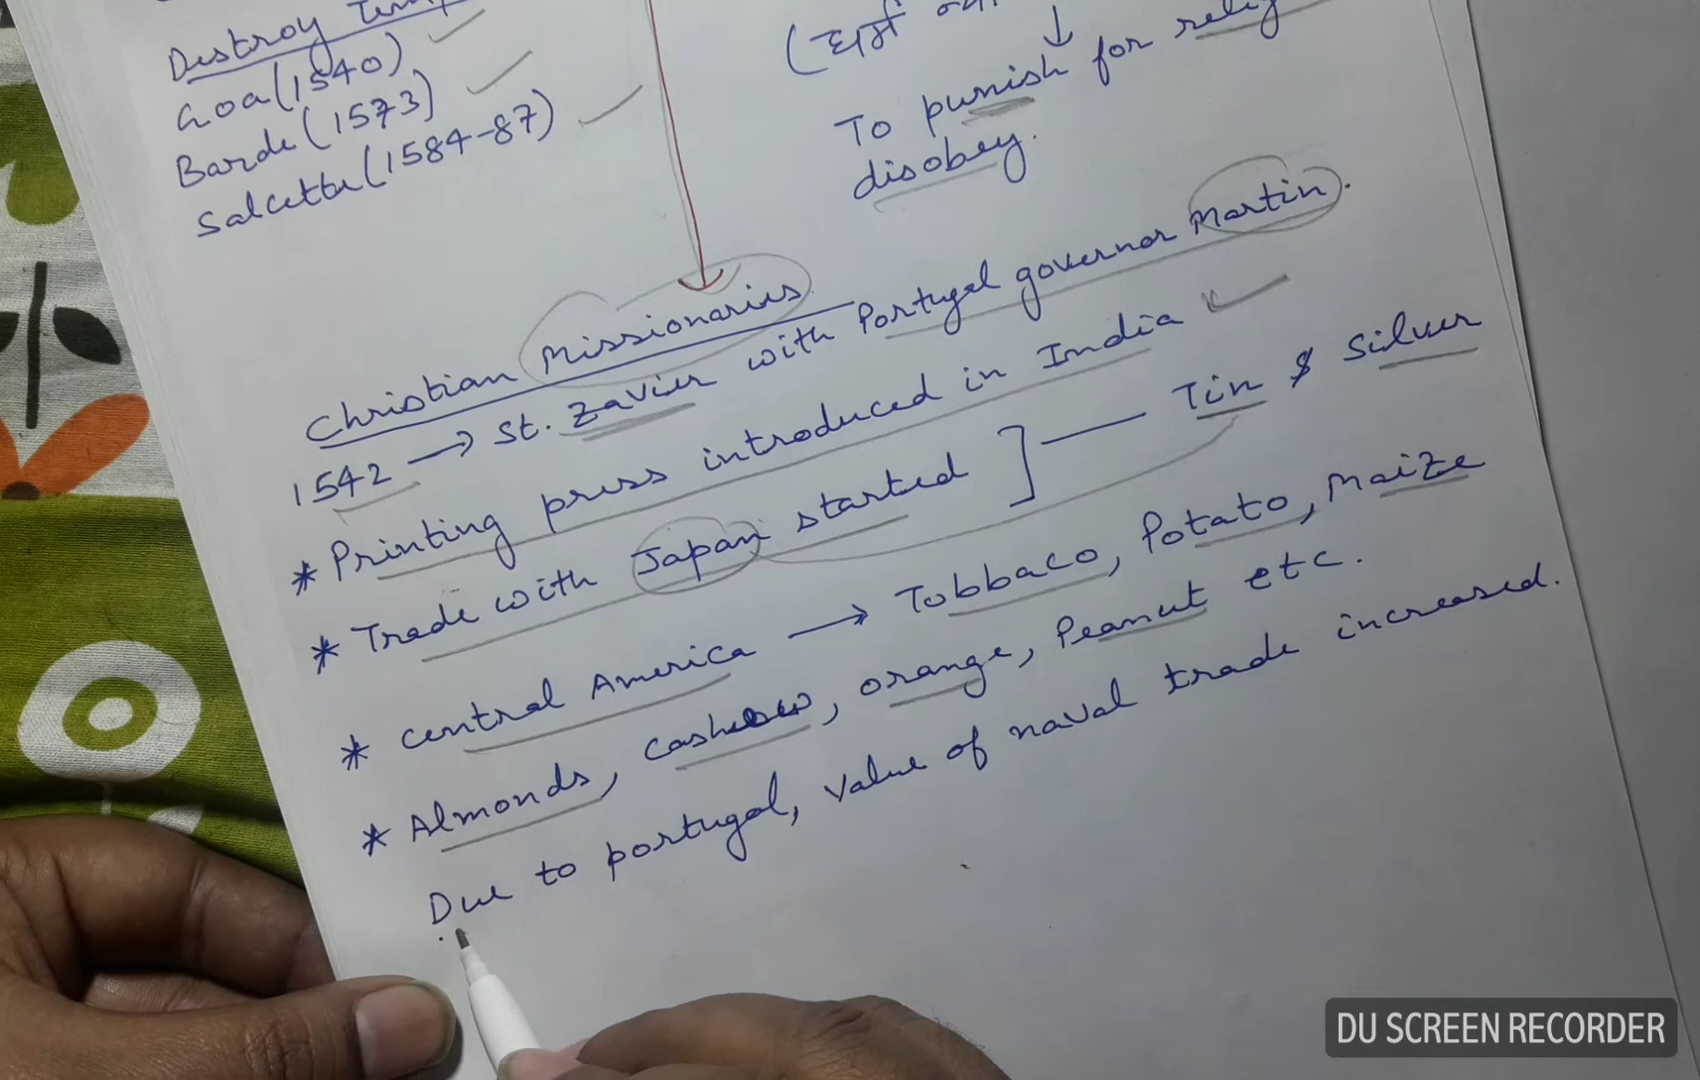 Destroy Temp
Goa (1540)
Barde (1573)
Salcette (1584-87)
(धार्म
To punish for relig
disobey.
Christian Missionaries
1542 → St. Zavier with Portugal governor Martin.
* Printing press introduced in India
* Trade with Japan started ] — Tin & Silver
* Central America → Tobbaco, Potato, Maize
* Almonds, cashew, orange, Peanut etc.
Due to portugal, value of naval trade increased.
DU SCREEN RECORDER